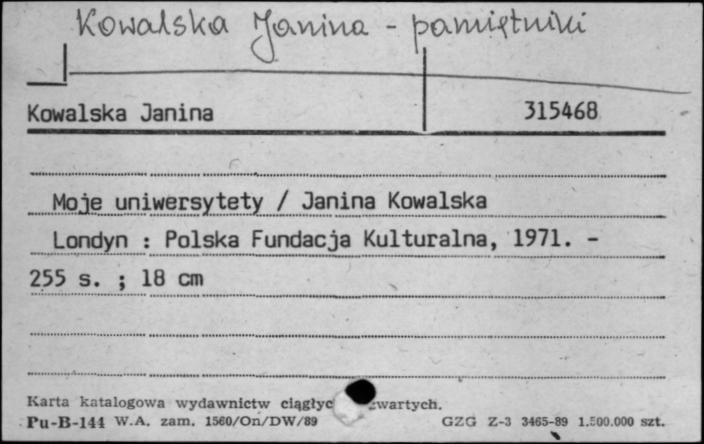 Kowalska Janina - pamiętniki
Kowalska Janina 315468
Moje uniwersytety / Janina Kowalska
Londyn : Polska Fundacja Kulturalna, 1971. -
255 s. ; 18 cm
Karta katalogowa wydawnictw
Pu-B-144 W.A. zam. 1560/On/DW/89 GZG Z-3 3465-89 1.500.000 szt.